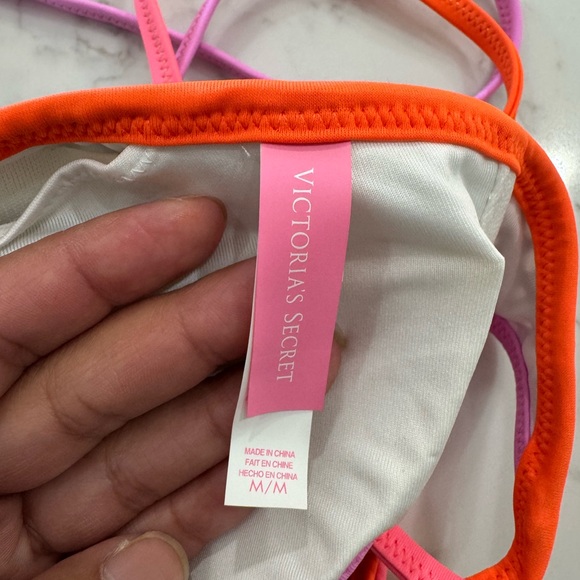 VICTORIA'S SECRET
MADE IN CHINA
FAIT EN CHINE
HECHO EN CHINA
M/M